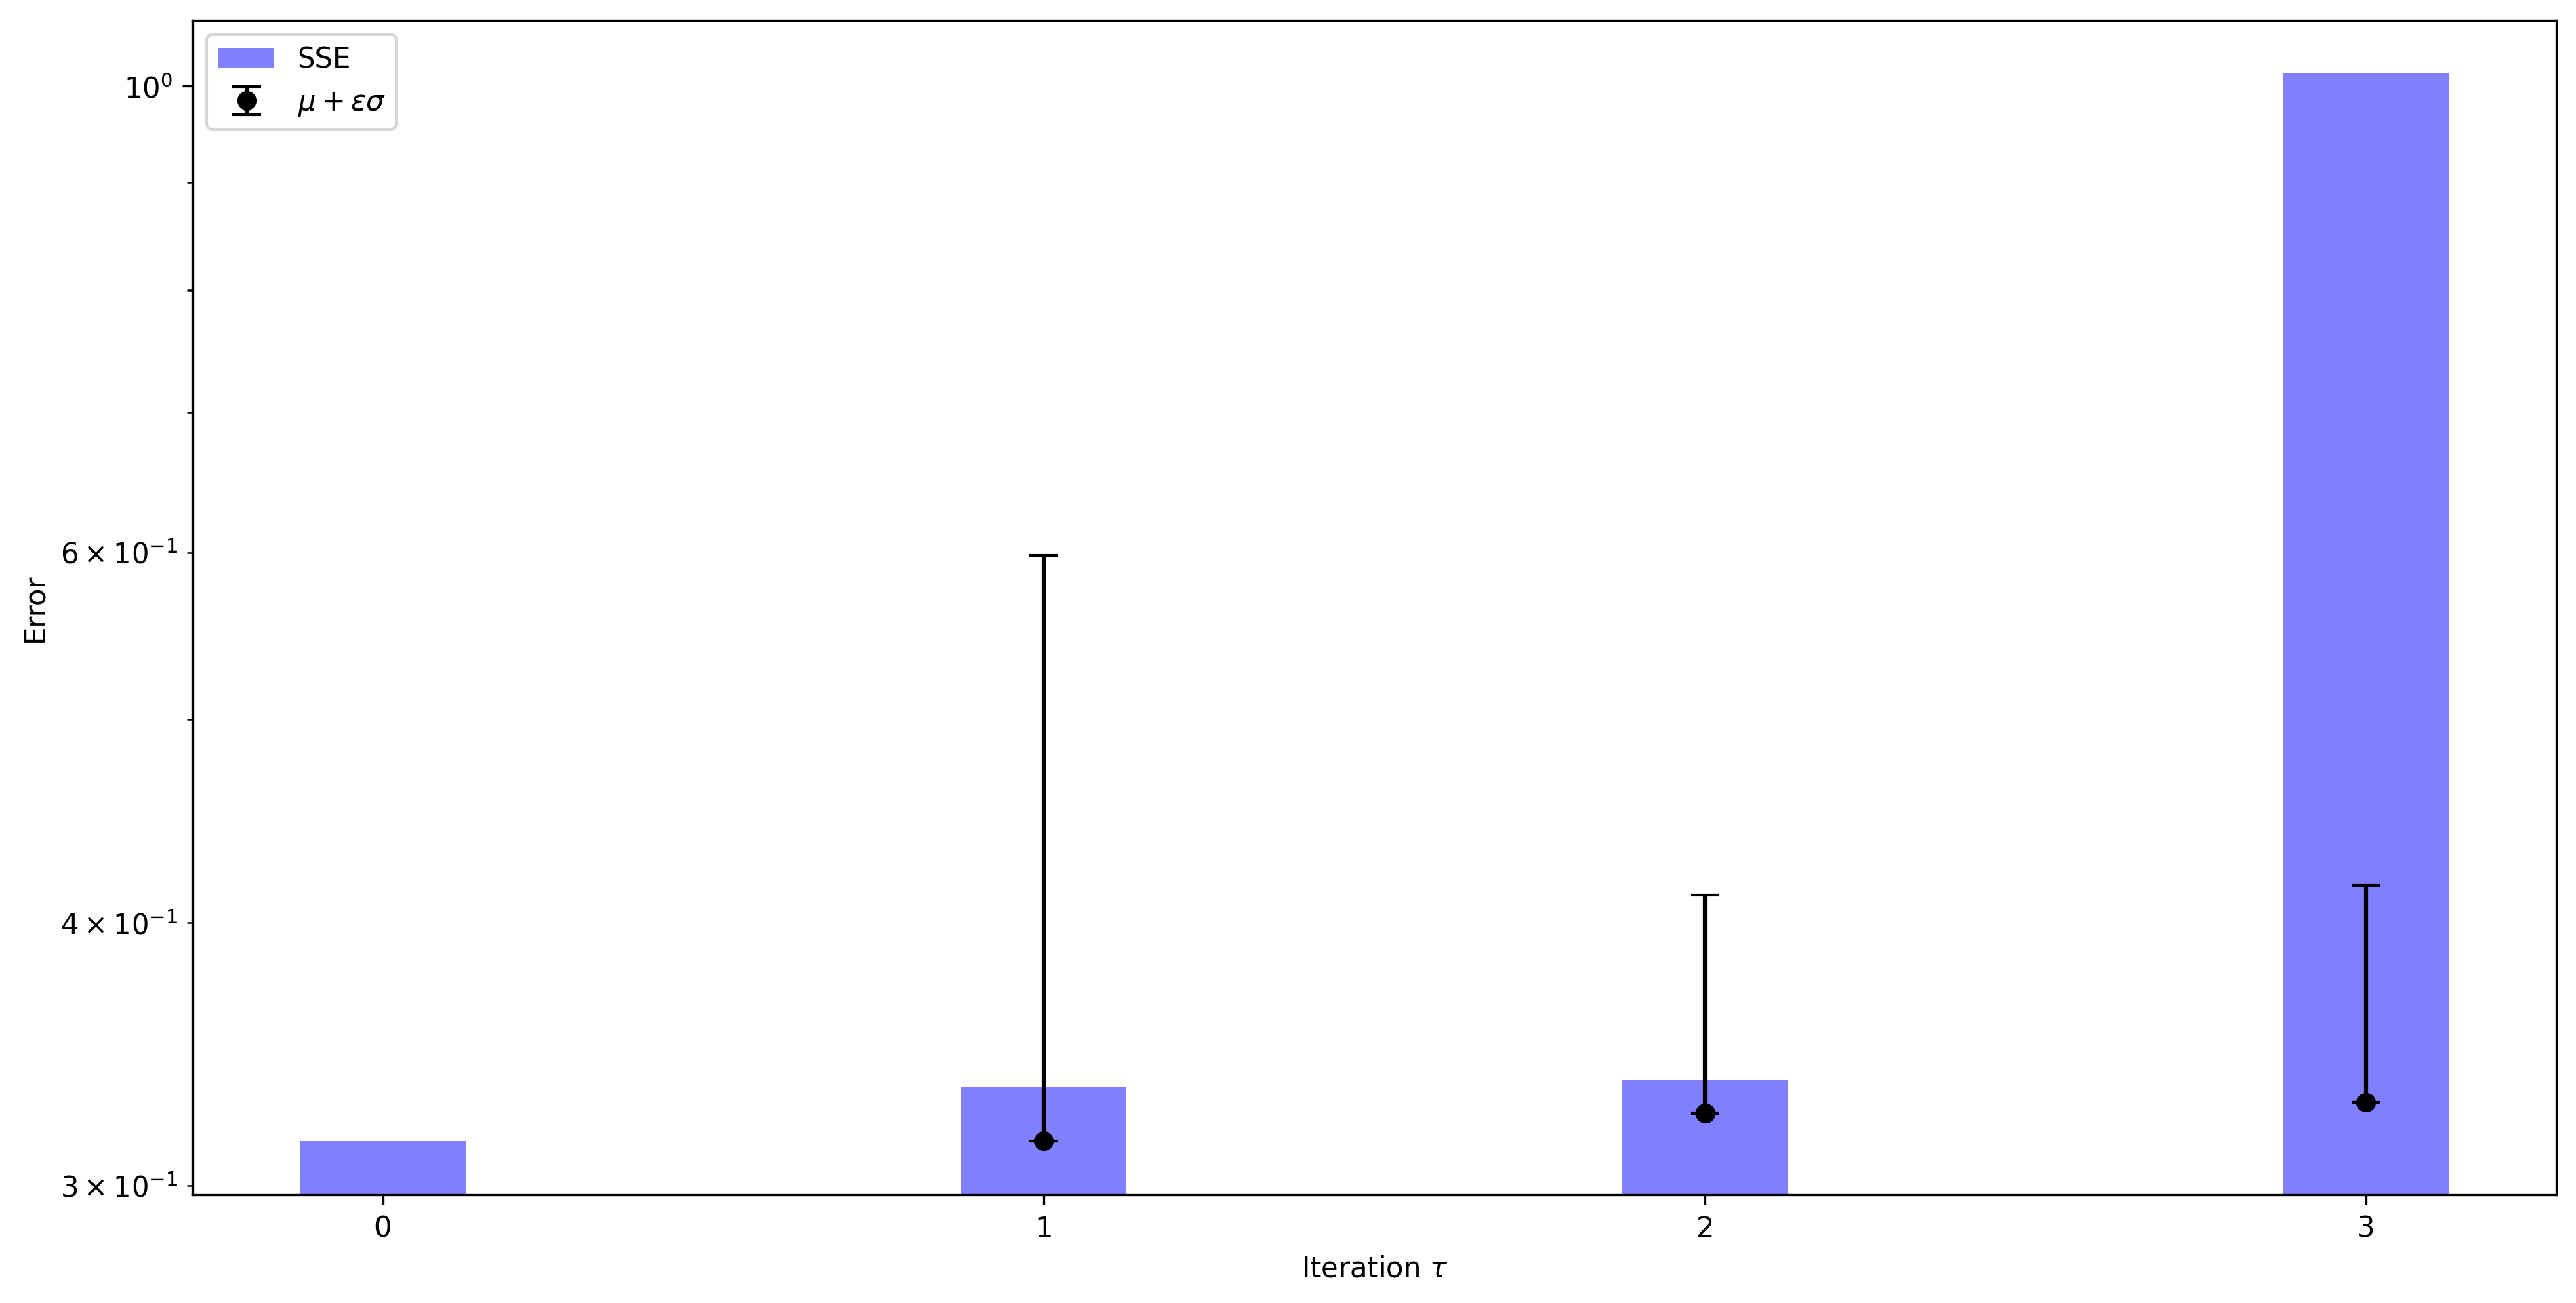 SSE
μ + εσ
10⁰
6 × 10⁻¹
4 × 10⁻¹
3 × 10⁻¹
Error
0 1 2 3
Iteration τ